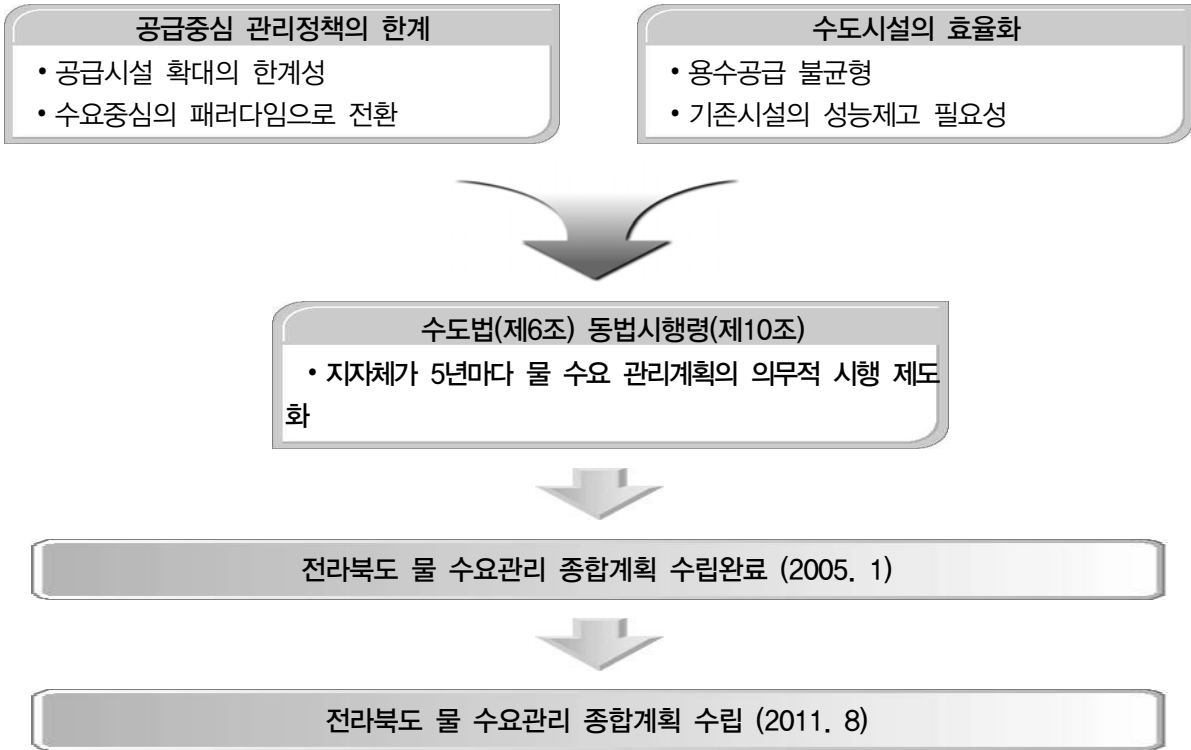 공급중심 관리정책의 한계
• 공급시설 확대의 한계성
• 수요중심의 패러다임으로 전환
수도시설의 효율화
• 용수공급 불균형
• 기존시설의 성능제고 필요성
수도법(제6조) 동법시행령(제10조)
• 지자체가 5년마다 물 수요 관리계획의 의무적 시행 제도
화
전라북도 물 수요관리 종합계획 수립완료 (2005. 1)
전라북도 물 수요관리 종합계획 수립 (2011. 8)